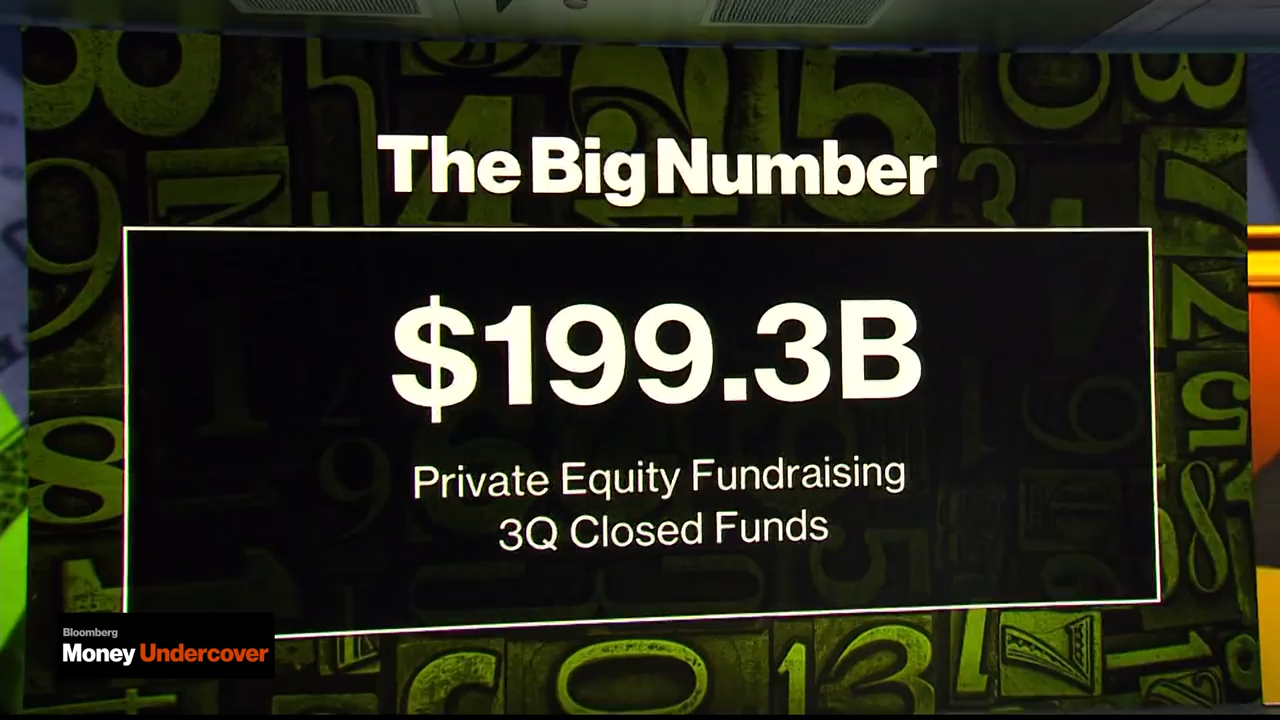 The Big Number
$199.3B
Private Equity Fundraising
3Q Closed Funds
Bloomberg
Money Undercover